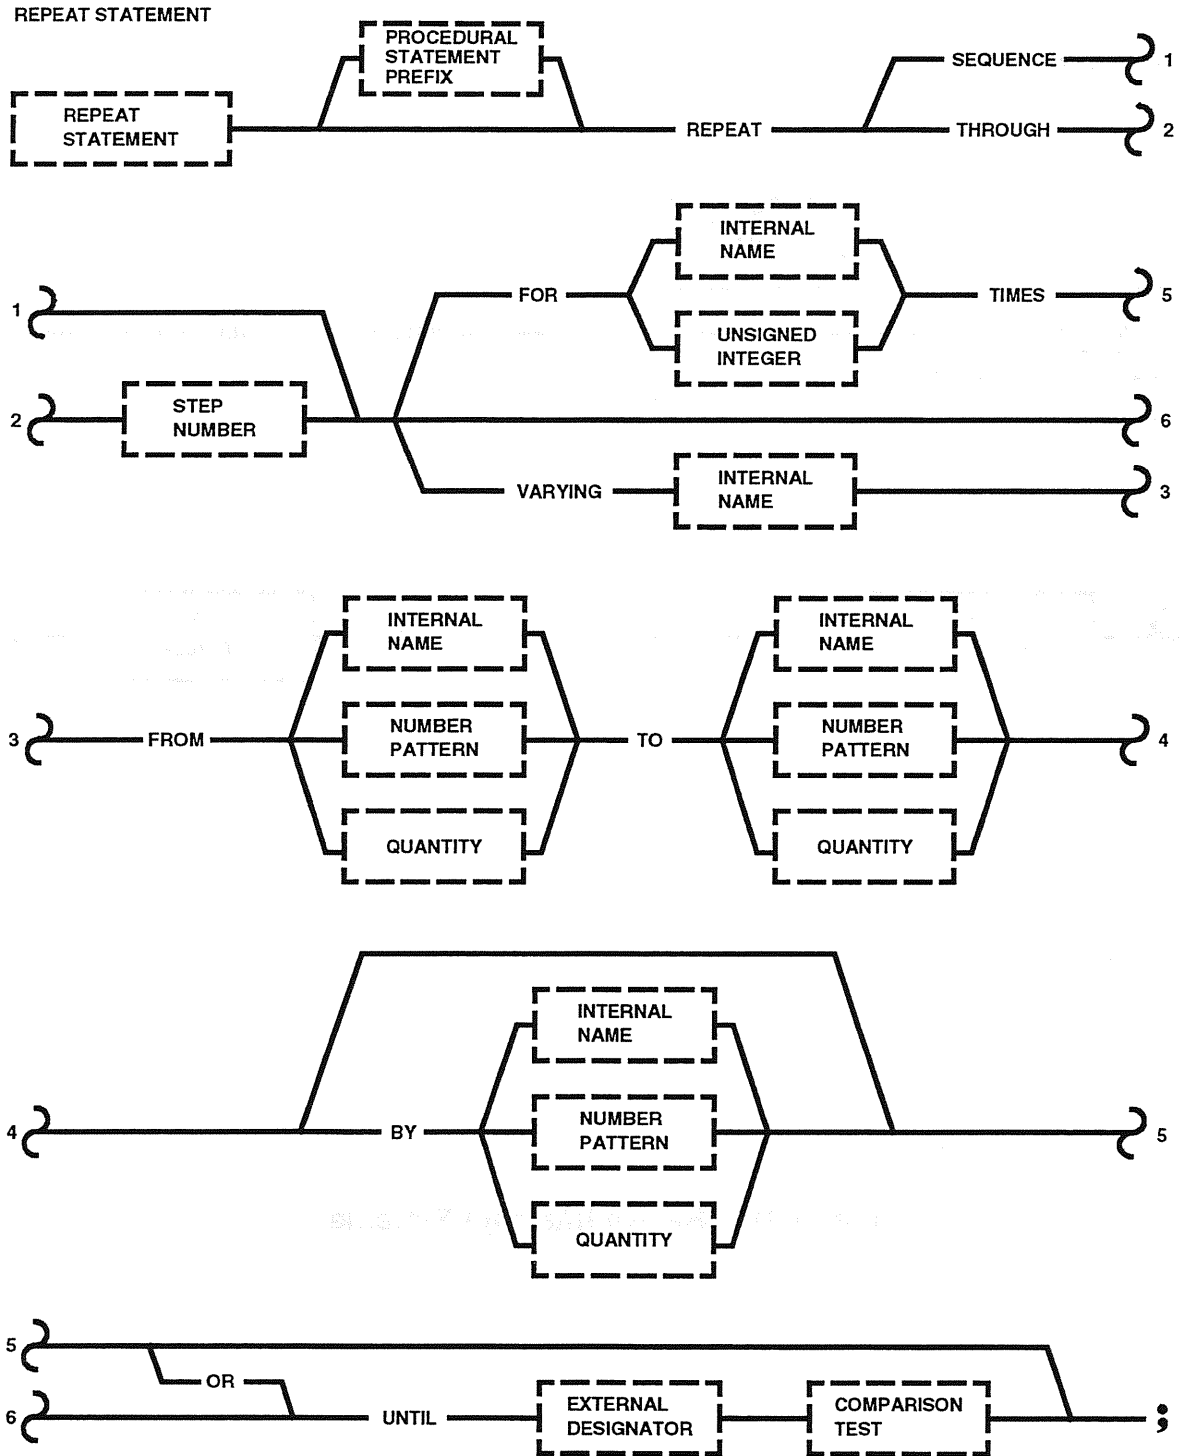 REPEAT STATEMENT
PROCEDURAL
STATEMENT
PREFIX
SEQUENCE 1
REPEAT
STATEMENT
REPEAT
THROUGH 2
INTERNAL
NAME
1
FOR
TIMES 5
UNSIGNED
INTEGER
2
STEP
NUMBER
6
VARYING
INTERNAL
NAME
3
INTERNAL
NAME
INTERNAL
NAME
3
FROM
NUMBER
PATTERN
TO
NUMBER
PATTERN
4
QUANTITY
QUANTITY
INTERNAL
NAME
4
BY
NUMBER
PATTERN
5
QUANTITY
5
OR
6
UNTIL
EXTERNAL
DESIGNATOR
COMPARISON
TEST
;